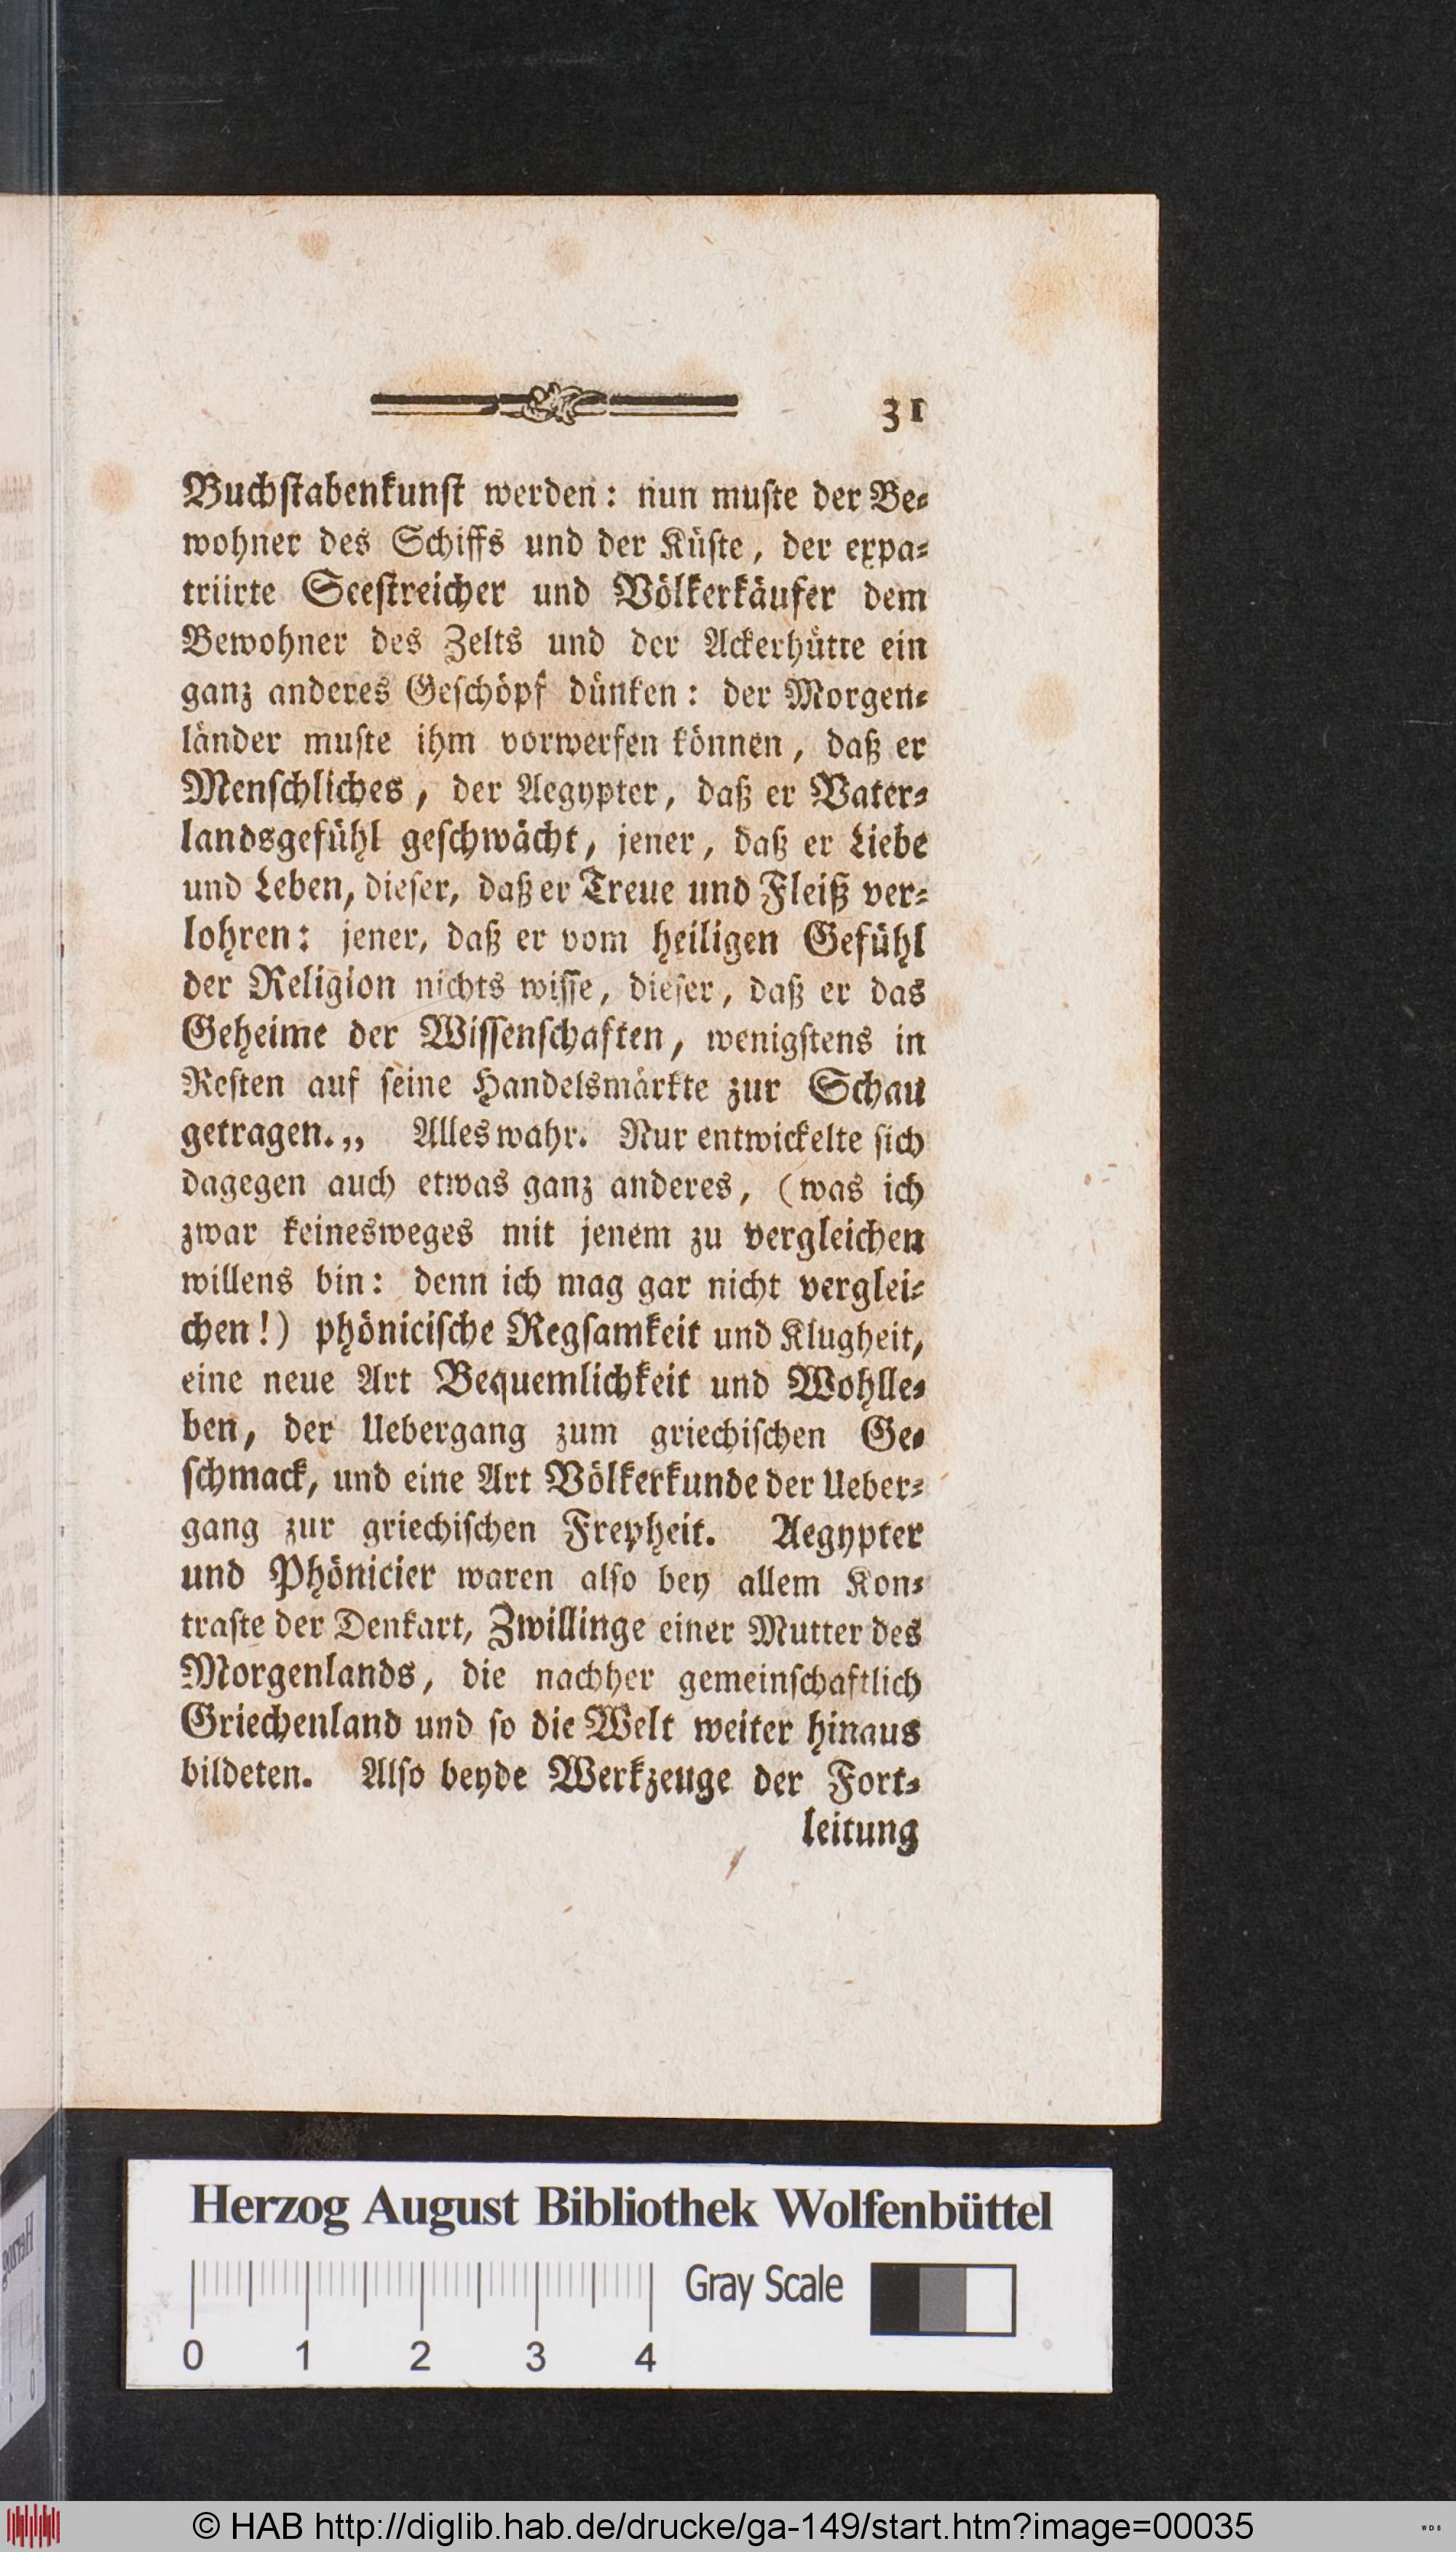 31
Buchſtabenkunſt werden: nun muſte der Be⸗
wohner des Schiffs und der Küſte, der expa⸗
triirte Seeſtreicher und Völkerkäufer dem
Bewohner des Zelts und der Ackerhütte ein
ganz anderes Geſchöpf dünken: der Morgen⸗
länder muſte ihm vorwerfen können, daß er
Menſchliches, der Aegypter, daß er Vater⸗
landsgefühl geſchwächt, jener, daß er Liebe
und Leben, dieſer, daß er Treue und Fleiß ver⸗
lohren: jener, daß er vom heiligen Gefühl
der Religion nichts wiſſe, dieſer, daß er das
Geheime der Wiſſenſchaften, wenigſtens in
Reſten auf ſeine Handelsmärkte zur Schau
getragen.„ Alles wahr. Nur entwickelte ſich
dagegen auch etwas ganz anderes, (was ich
zwar keinesweges mit jenem zu vergleichen
willens bin: denn ich mag gar nicht verglei⸗
chen!) phöniciſche Regſamkeit und Klugheit,
eine neue Art Bequemlichkeit und Wohlle⸗
ben, der Uebergang zum griechiſchen Ge⸗
ſchmack, und eine Art Völkerkunde der Ueber⸗
gang zur griechiſchen Freyheit. Aegypter
und Phönicier waren alſo bey allem Kon⸗
traſte der Denkart, Zwillinge einer Mutter des
Morgenlands, die nachher gemeinſchaftlich
Griechenland und ſo die Welt weiter hinaus
bildeten. Alſo beyde Werkzeuge der Fort⸗
leitung
Herzog August Bibliothek Wolfenbüttel
Gray Scale
0 1 2 3 4
© HAB http://diglib.hab.de/drucke/ga-149/start.htm?image=00035